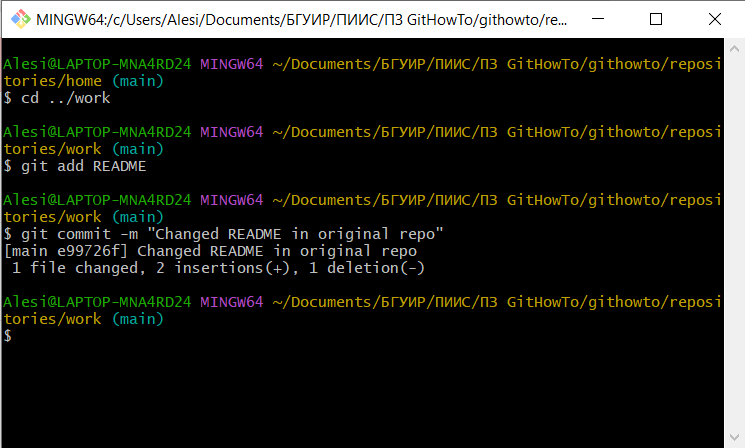 MINGW64:/c/Users/Alesi/Documents/БГУИР/ПИИС/ПЗ GitHowTo/githowto/re...
Alesi@LAPTOP-MNA4RD24 MINGW64 ~/Documents/БГУИР/ПИИС/ПЗ GitHowTo/githowto/reposi
tories/home (main)
$ cd ../work
Alesi@LAPTOP-MNA4RD24 MINGW64 ~/Documents/БГУИР/ПИИС/ПЗ GitHowTo/githowto/reposi
tories/work (main)
$ git add README
Alesi@LAPTOP-MNA4RD24 MINGW64 ~/Documents/БГУИР/ПИИС/ПЗ GitHowTo/githowto/reposi
tories/work (main)
$ git commit -m "Changed README in original repo"
[main e99726f] Changed README in original repo
 1 file changed, 2 insertions(+), 1 deletion(-)
Alesi@LAPTOP-MNA4RD24 MINGW64 ~/Documents/БГУИР/ПИИС/ПЗ GitHowTo/githowto/reposi
tories/work (main)
$